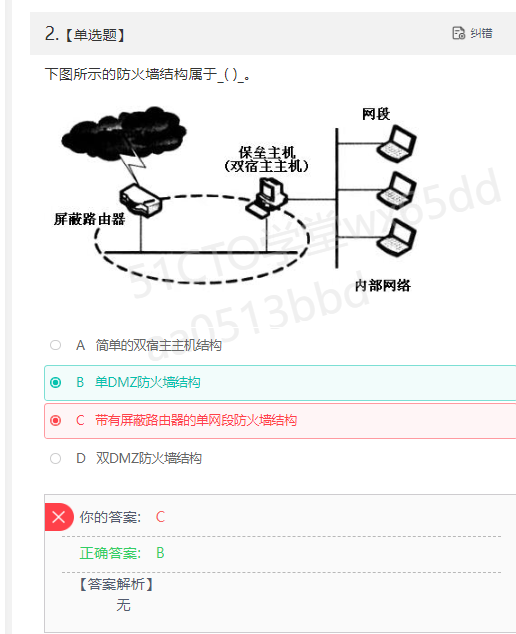 2.【单选题】
纠错
下图所示的防火墙结构属于_( )_。
网段
保垒主机
(双宿主主机)
屏蔽路由器
内部网络
51CTO学堂wx65dd
aa0513bbd
A 简单的双宿主主机结构
B 单DMZ防火墙结构
C 带有屏蔽路由器的单网段防火墙结构
D 双DMZ防火墙结构
你的答案: C
正确答案: B
【答案解析】
无